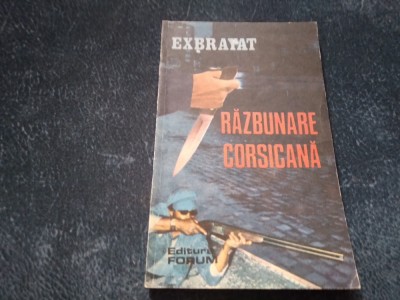 EXBRAYAT
RĂZBUNARE
CORSICANĂ
Editura
FORUM